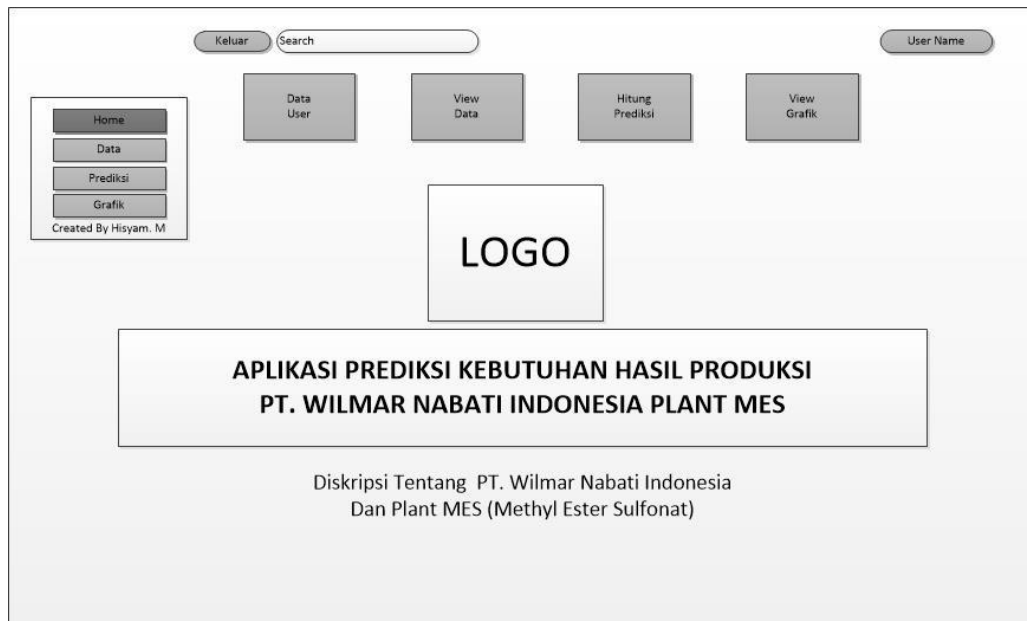 Keluar
Search
User Name
Data
User
View
Data
Hitung
Prediksi
View
Grafik
Home
Data
Prediksi
Grafik
Created By Hisyam. M
LOGO
APLIKASI PREDIKSI KEBUTUHAN HASIL PRODUKSI
PT. WILMAR NABATI INDONESIA PLANT MES
Diskripsi Tentang PT. Wilmar Nabati Indonesia
Dan Plant MES (Methyl Ester Sulfonat)